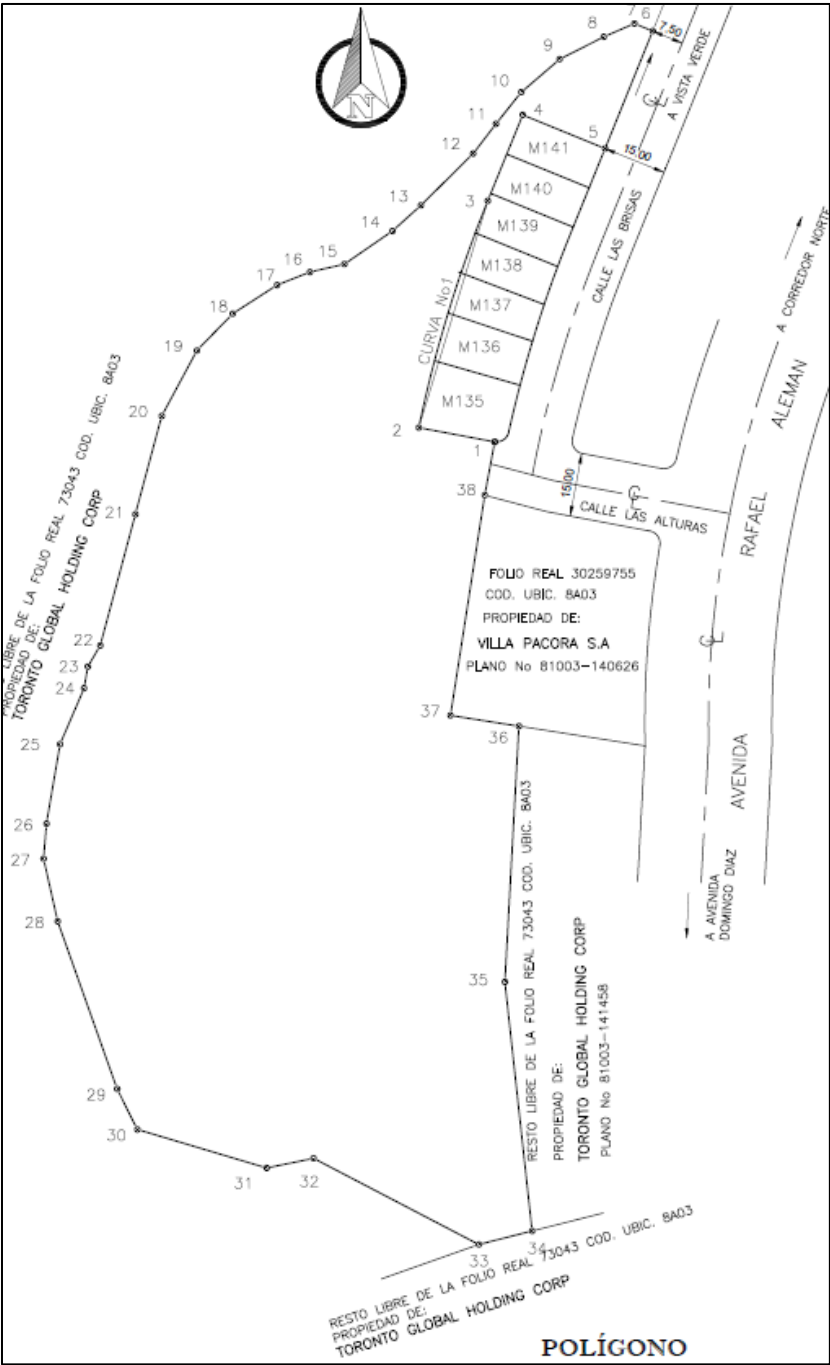 6
7.50
8
9
A VISTA VERDE
10
4
11
N
5
12
M141
15.00
M140
3
13
M139
CALLE LAS BRISAS
14
M138
15
16
17
M137
A CORREDOR NORTE
18
CURVA No1
M136
19
M135
20
2
1
ALEMAN
LIBRE DE LA FOLIO REAL 73043 COD. UBIC. 8A03
PROPIEDAD DE:
TORONTO GLOBAL HOLDING CORP
38
15.00
CL
CALLE LAS ALTURAS
21
RAFAEL
FOLIO REAL 30259755
COD. UBIC. 8A03
PROPIEDAD DE:
VILLA PACORA S.A
PLANO No 81003-140626
22
23
24
CL
37
36
25
AVENIDA
26
27
28
A AVENIDA
DOMINGO DIAZ
35
RESTO LIBRE DE LA FOLIO REAL 73043 COD. UBIC. 8A03
PROPIEDAD DE:
TORONTO GLOBAL HOLDING CORP
PLANO No 81003-141458
29
30
31
32
33
34
RESTO LIBRE DE LA FOLIO REAL 73043 COD. UBIC. 8A03
PROPIEDAD DE:
TORONTO GLOBAL HOLDING CORP
POLÍGONO